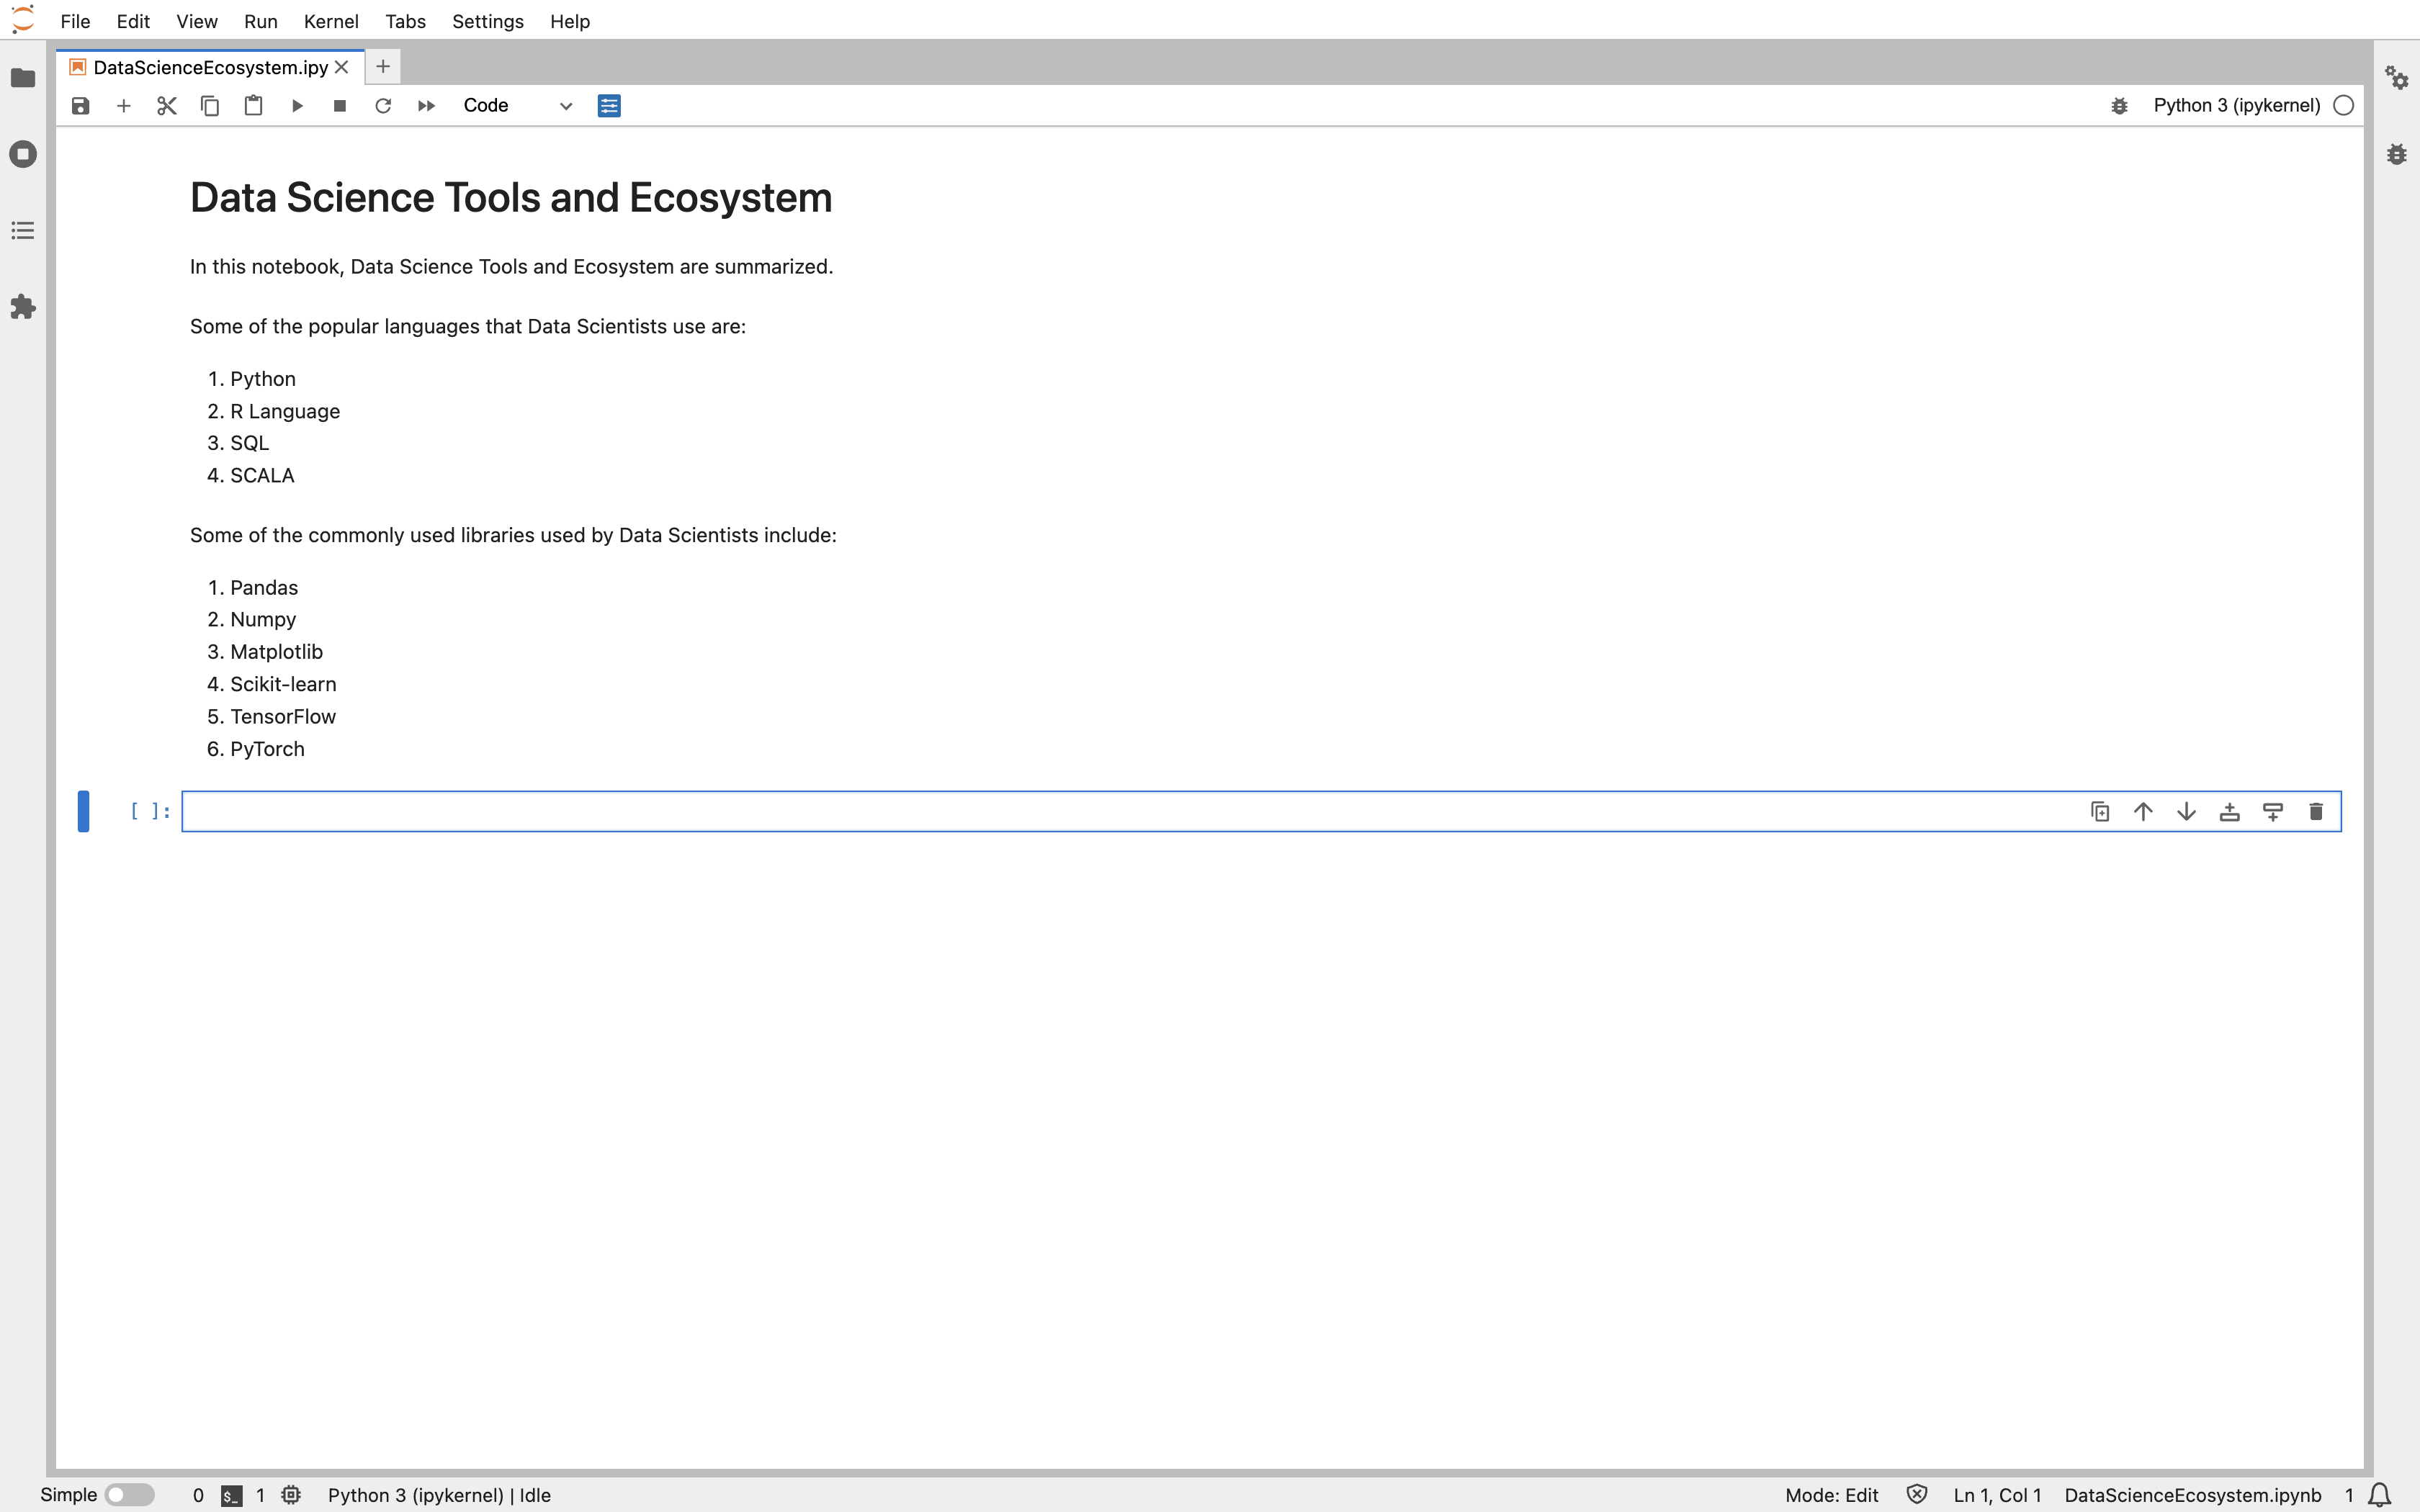 File Edit View Run Kernel Tabs Settings Help
DataScienceEcosystem.ipy
Code
Python 3 (ipykernel)
Data Science Tools and Ecosystem
In this notebook, Data Science Tools and Ecosystem are summarized.
Some of the popular languages that Data Scientists use are:
1. Python
2. R Language
3. SQL
4. SCALA
Some of the commonly used libraries used by Data Scientists include:
1. Pandas
2. Numpy
3. Matplotlib
4. Scikit-learn
5. TensorFlow
6. PyTorch
[ ]:
Simple 0 $_ 1 Python 3 (ipykernel) | Idle Mode: Edit Ln 1, Col 1 DataScienceEcosystem.ipynb 1